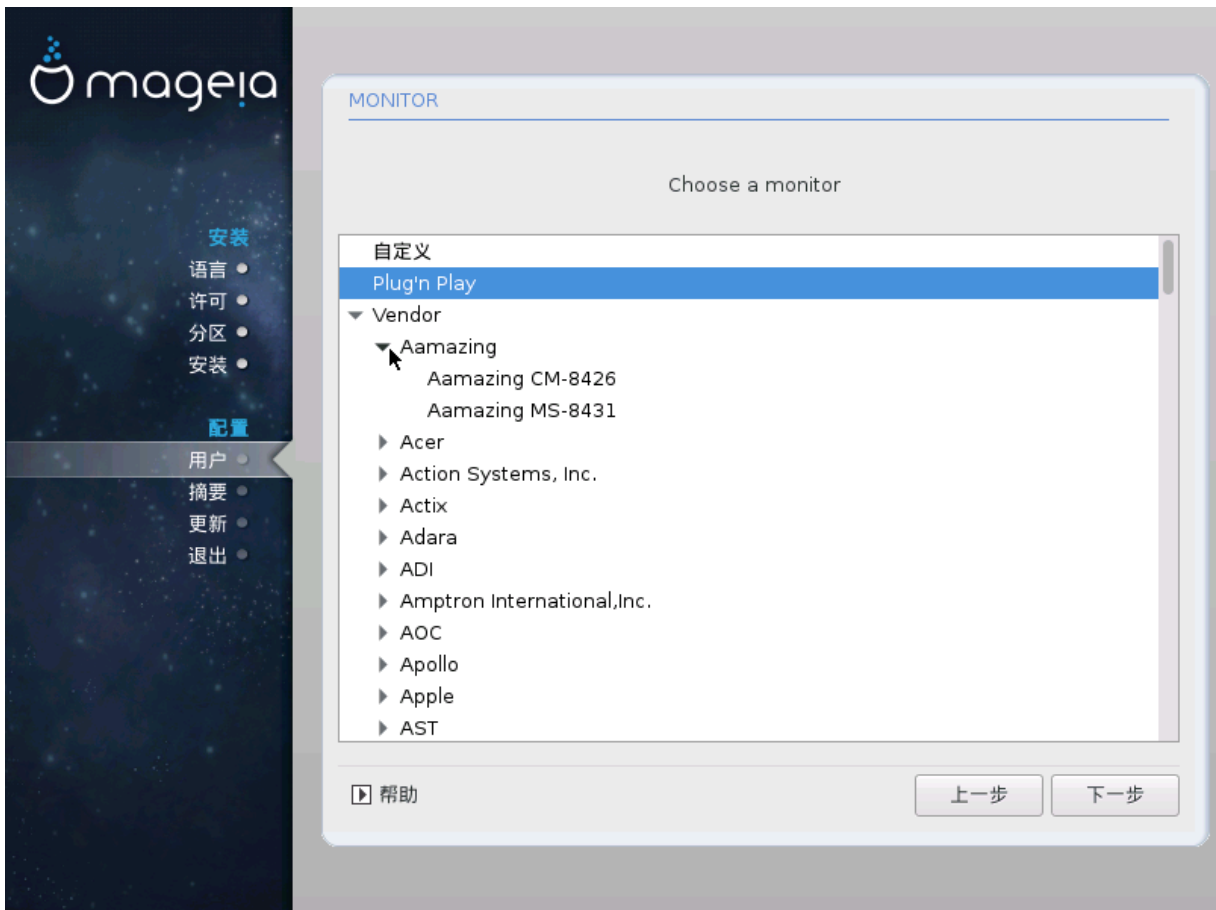 mageia
安装
语言
许可
分区
安装
配置
用户
摘要
更新
退出
MONITOR
Choose a monitor
自定义
Plug'n Play
Vendor
Aamazing
Aamazing CM-8426
Aamazing MS-8431
Acer
Action Systems, Inc.
Actix
Adara
ADI
Amptron International,Inc.
AOC
Apollo
Apple
AST
帮助
上一步
下一步